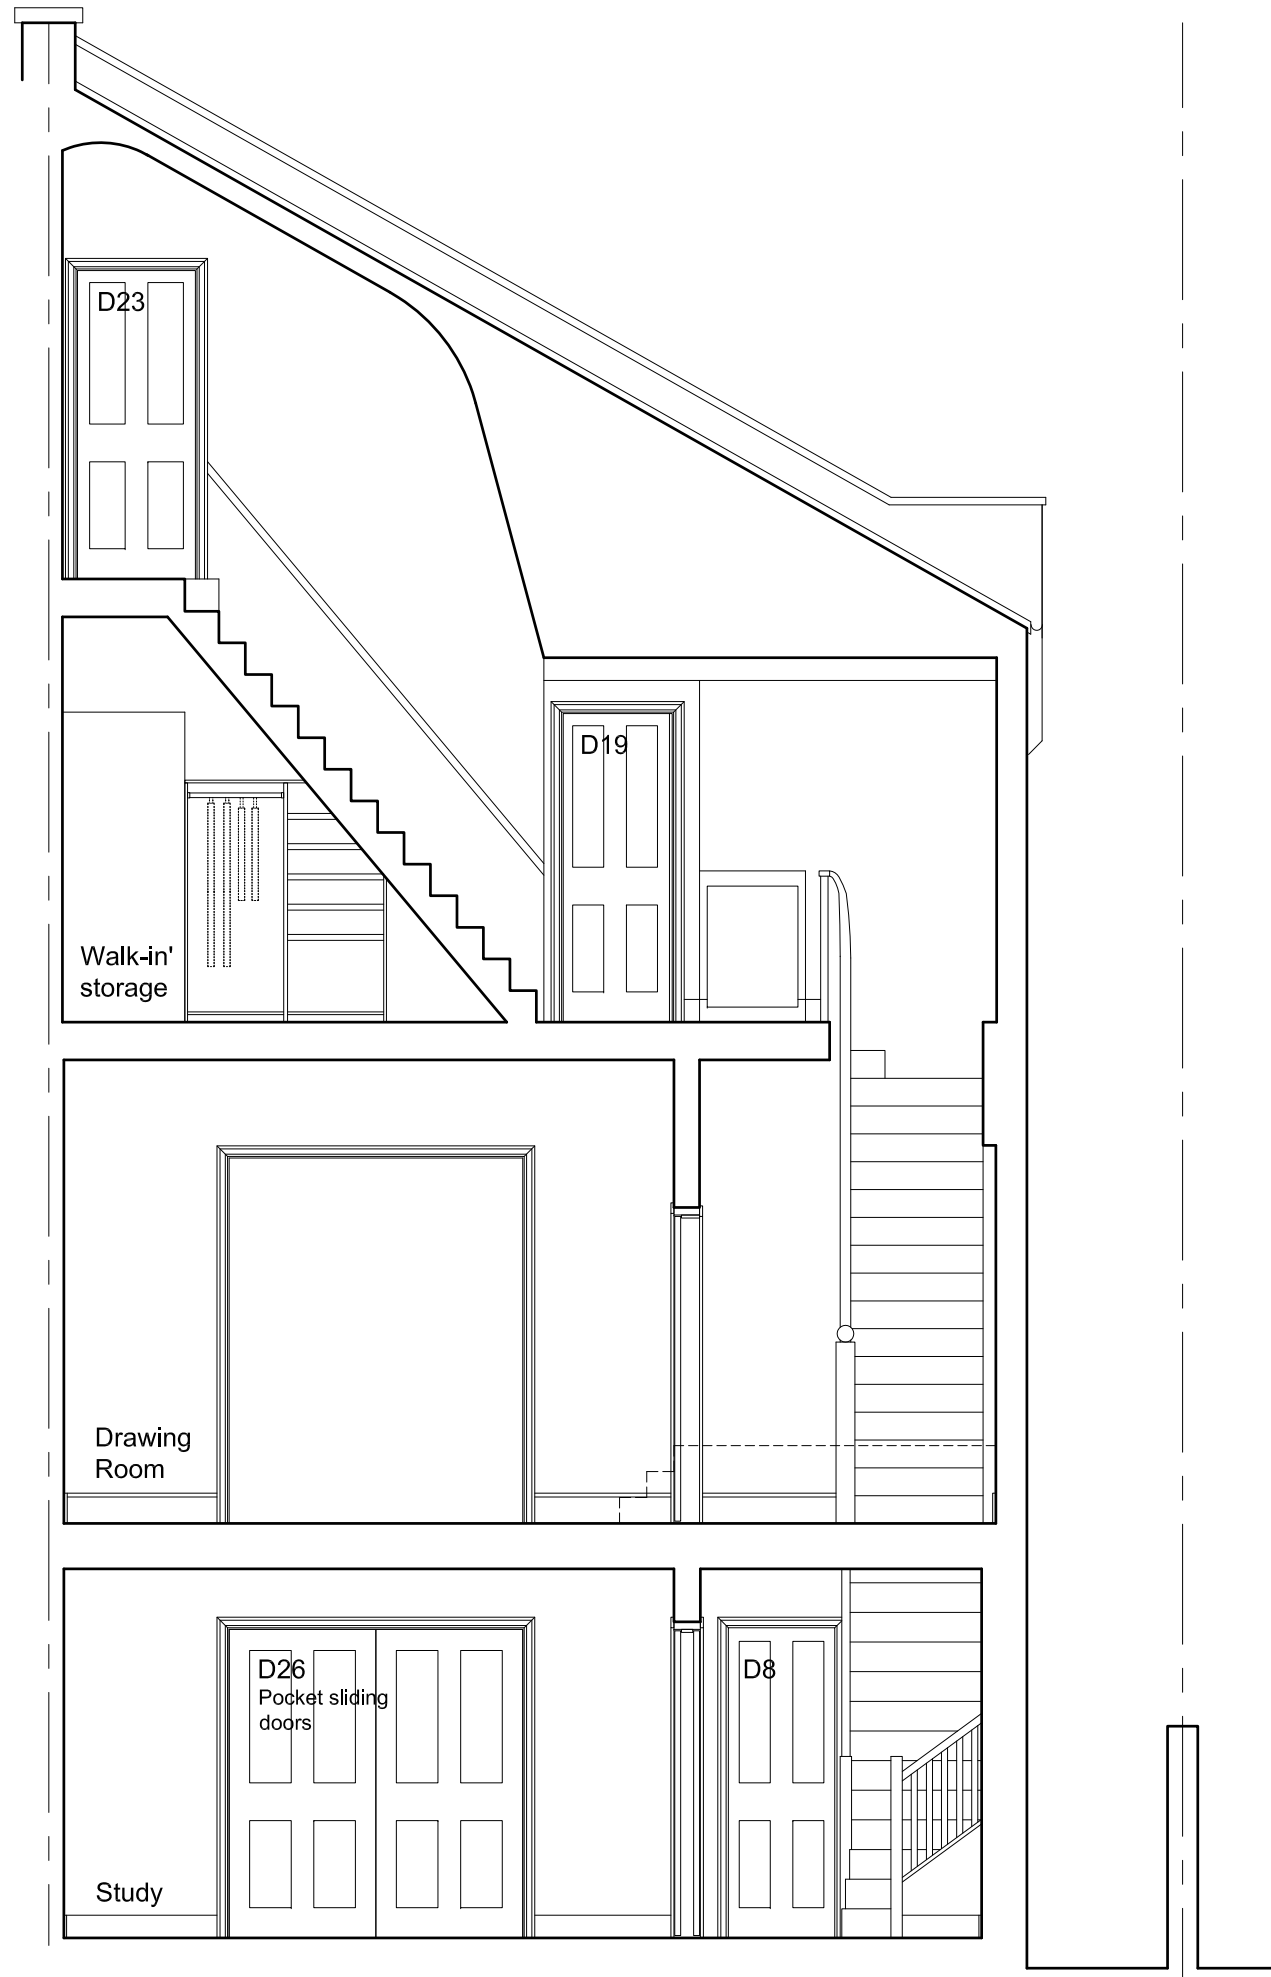 D23
D19
Walk-in'
storage
Drawing
Room
D26
Pocket sliding
doors
D8
Study